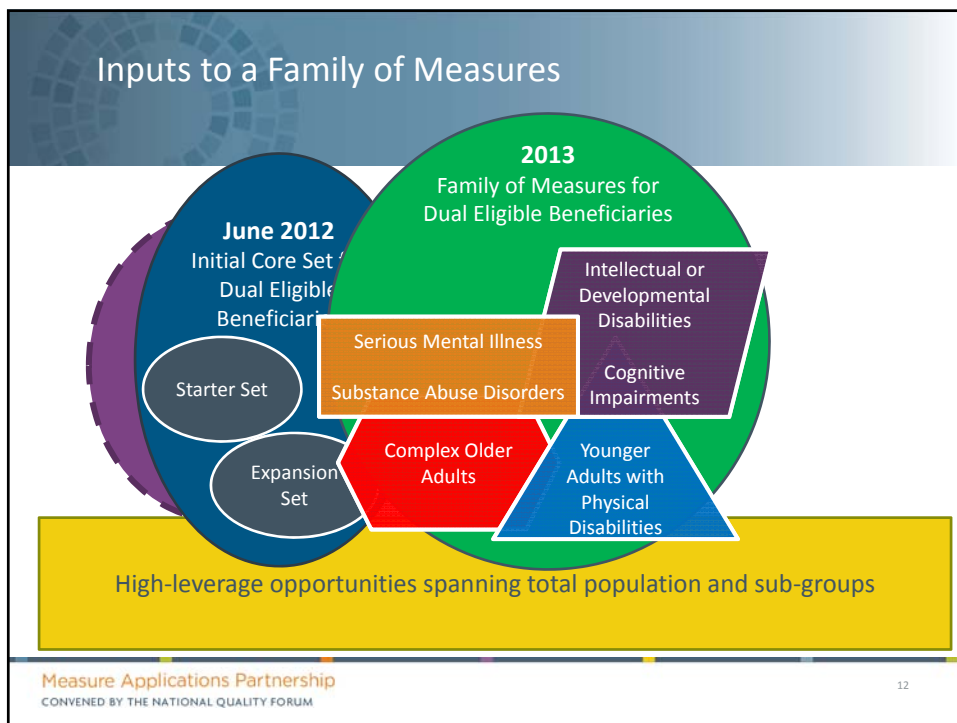 Inputs to a Family of Measures
2013
Family of Measures for
Dual Eligible Beneficiaries
June 2012
Initial Core Set f
Dual Eligible
Beneficiarie
Intellectual or
Developmental
Disabilities
Cognitive
Impairments
Serious Mental Illness
Substance Abuse Disorders
Starter Set
Expansion
Set
Complex Older
Adults
Younger
Adults with
Physical
Disabilities
High-leverage opportunities spanning total population and sub-groups
Measure Applications Partnership
CONVENED BY THE NATIONAL QUALITY FORUM
12